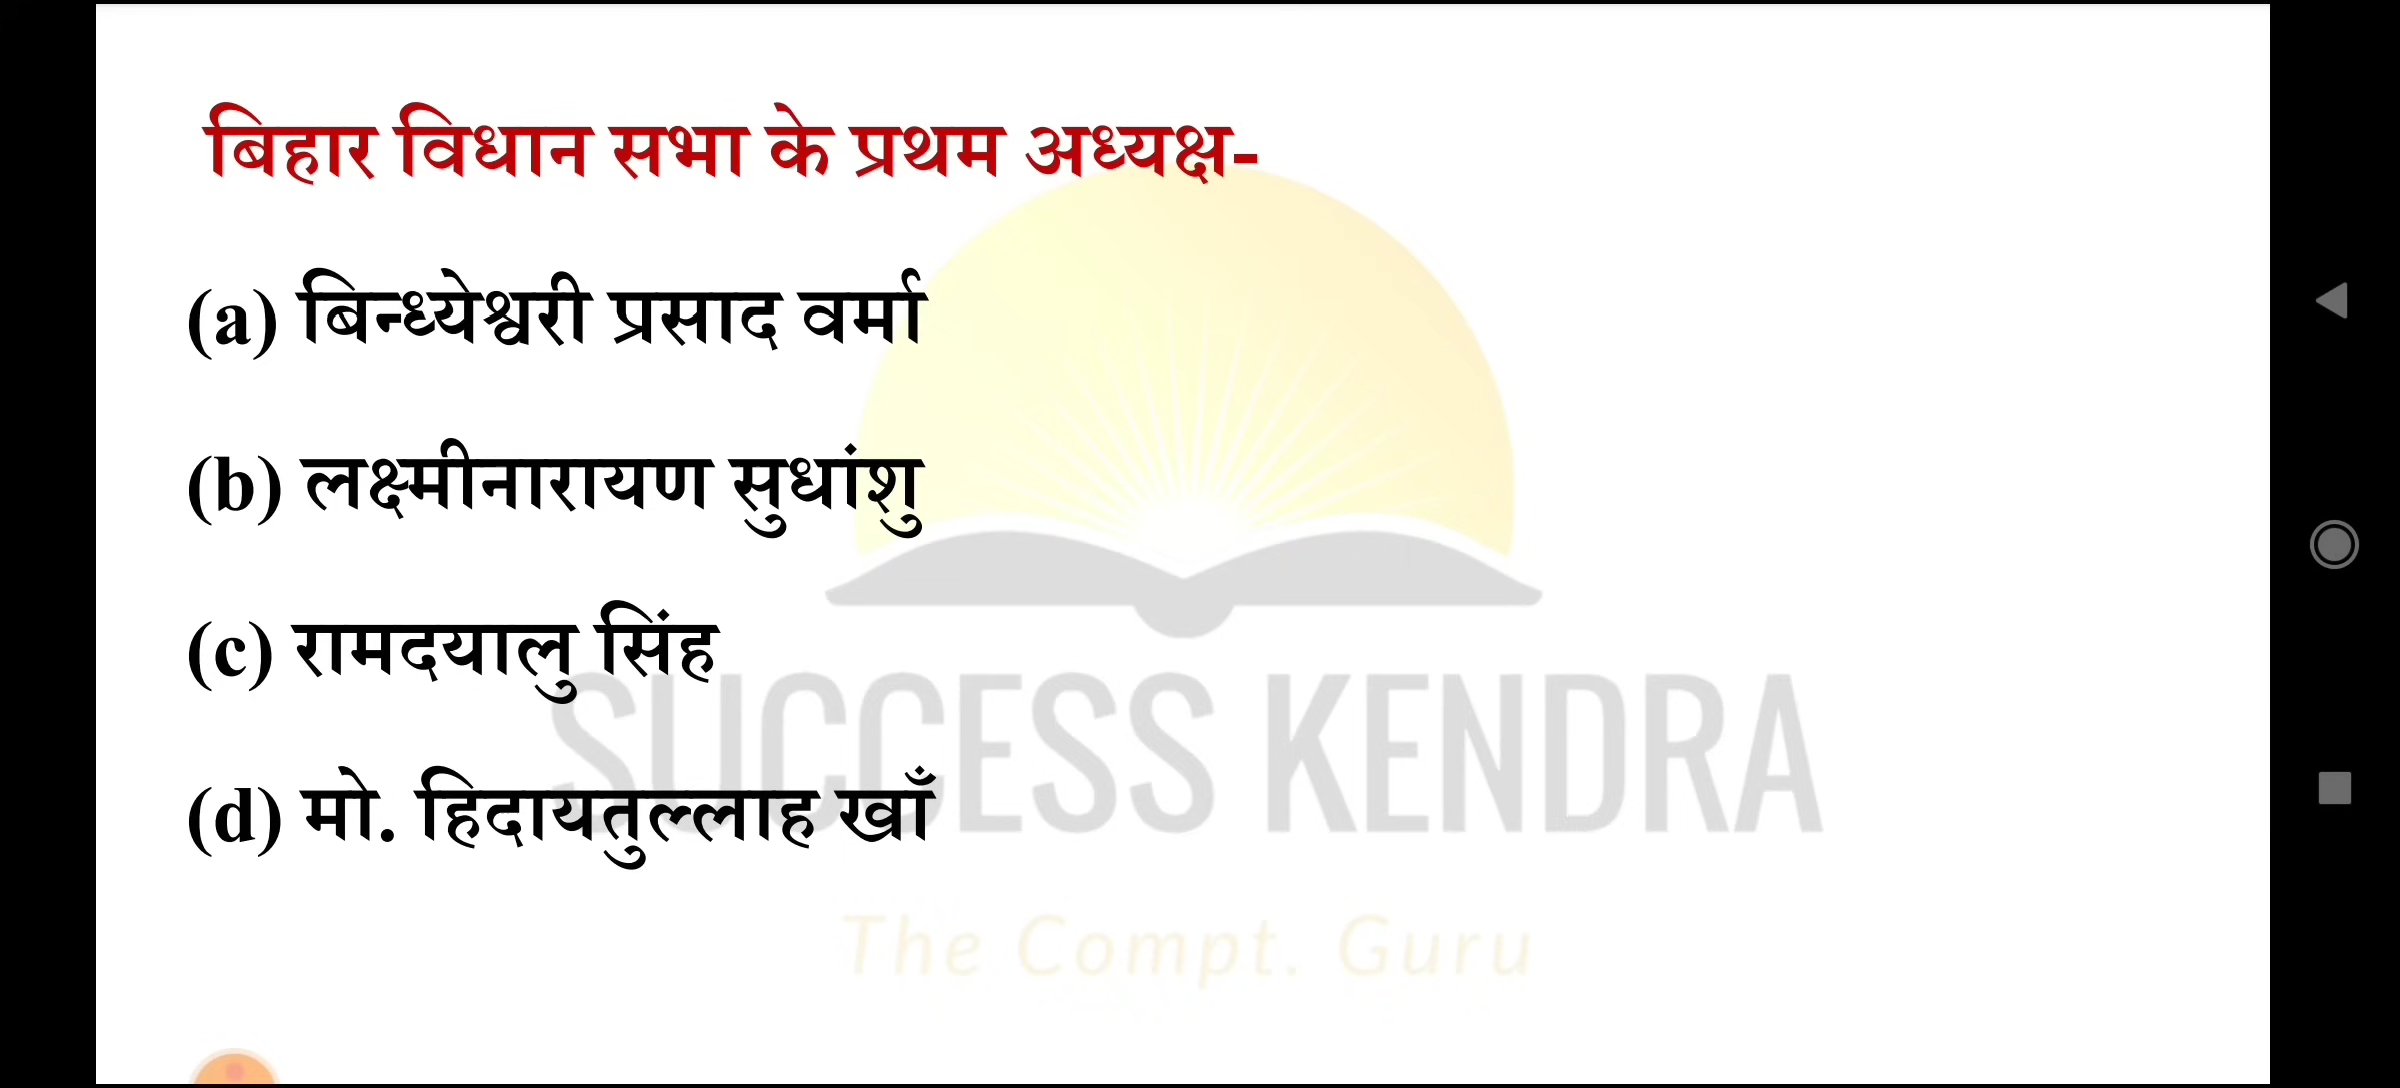 बिहार विधान सभा के प्रथम अध्यक्ष-
(a) बिन्ध्येश्वरी प्रसाद वर्मा
(b) लक्ष्मीनारायण सुधांशु
(c) रामदयालु सिंह
(d) मो. हिदायतुल्लाह खाँ
SUCCESS KENDRA
The Compt. Guru